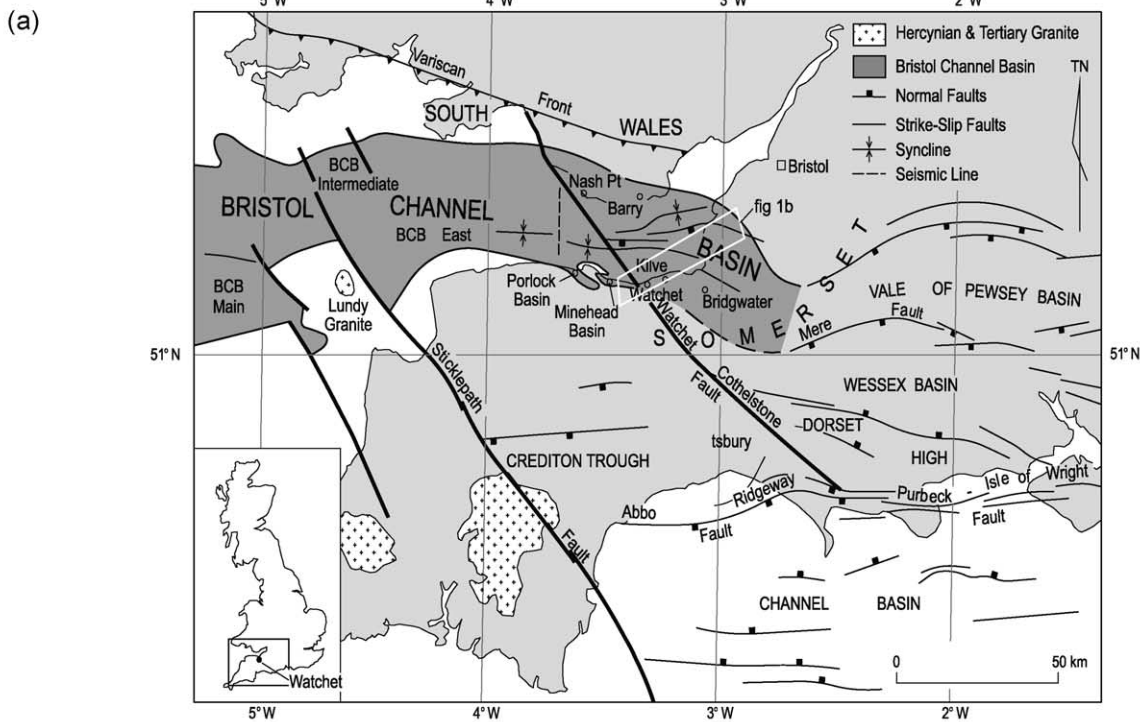 (a)
5°W
4°W
3°W
2°W
Hercynian & Tertiary Granite
Bristol Channel Basin
Normal Faults
Strike-Slip Faults
Syncline
Seismic Line
TN
Variscan
Front
SOUTH
WALES
Bristol
fig 1b
BCB
Intermediate
Nash Pt
Barry
BRISTOL
CHANNEL
BASIN
BCB East
Kilve
Porlock
Basin
Watchet
Bridgwater
Minehead
Basin
BCB
Main
Lundy
Granite
SOMERSET
VALE OF PEWSEY BASIN
Mere
Fault
51°N
51°N
Sticklepath
Fault
Watchet
Cothelstone
Fault
WESSEX BASIN
DORSET
HIGH
tsbury
CREDITON TROUGH
Abbo
Ridgeway
Fault
Purbeck - Isle of Wright
Fault
CHANNEL BASIN
0
50 km
Watchet
5°W
4°W
3°W
2°W